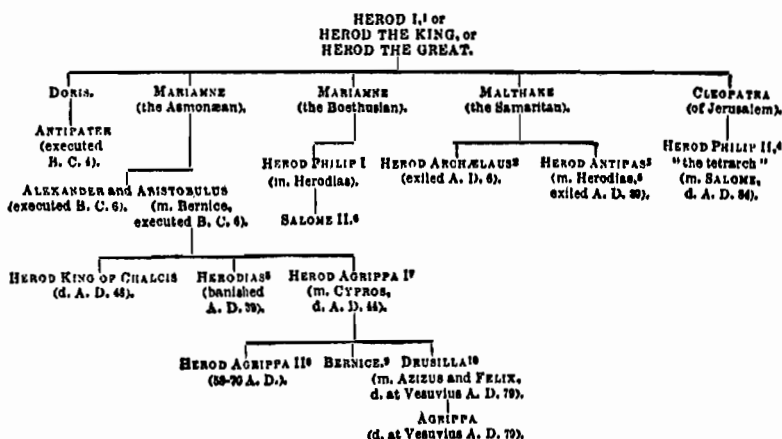 HEROD I,¹ or
HEROD THE KING, or
HEROD THE GREAT.
DORIS.
MARIAMNE
(the Asmonæan).
MARIAMNE
(the Boethusian).
MALTHAKE
(the Samaritan).
CLEOPATRA
(of Jerusalem).
ANTIPATER
(executed
B. C. 4).
ALEXANDER and ARISTOBULUS
(executed B. C. 6). (m. Bernice,
executed B. C. 6).
HEROD PHILIP I
(m. Herodias).
SALOME II.⁶
HEROD ARCHÆLAUS²
(exiled A. D. 6).
HEROD ANTIPAS³
(m. Herodias,⁵
exiled A. D. 39).
HEROD PHILIP II,⁴
"the tetrarch"
(m. SALOME,
d. A. D. 34).
HEROD KING OF CHALCIS
(d. A. D. 48).
HERODIAS⁵
(banished
A. D. 39).
HEROD AGRIPPA I⁷
(m. CYPROS,
d. A. D. 44).
HEROD AGRIPPA II⁸
(53-70 A. D.).
BERNICE.⁹
DRUSILLA¹⁰
(m. AZIZUS and FELIX,
d. at Vesuvius A. D. 79).
AGRIPPA
(d. at Vesuvius A. D. 79).